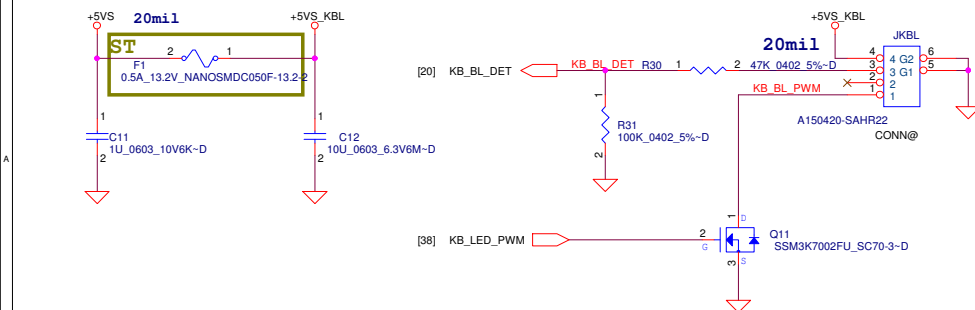 +5VS
20mil
+5VS_KBL
ST
2
1
F1
0.5A_13.2V_NANOSMDC050F-13.2-2
1
C11
1U_0603_10V6K~D
2
1
C12
10U_0603_6.3V6M~D
2
A
+5VS_KBL
20mil
JKBL
[20] KB_BL_DET
KB_BL_DET
R30
1
2
47K_0402_5%~D
KB_BL_PWM
4
3
2
1
4 G2
3 G1
2
1
6
5
A150420-SAHR22
CONN@
1
R31
100K_0402_5%~D
2
[38] KB_LED_PWM
2
G
1
D
Q11
SSM3K7002FU_SC70-3~D
3
S